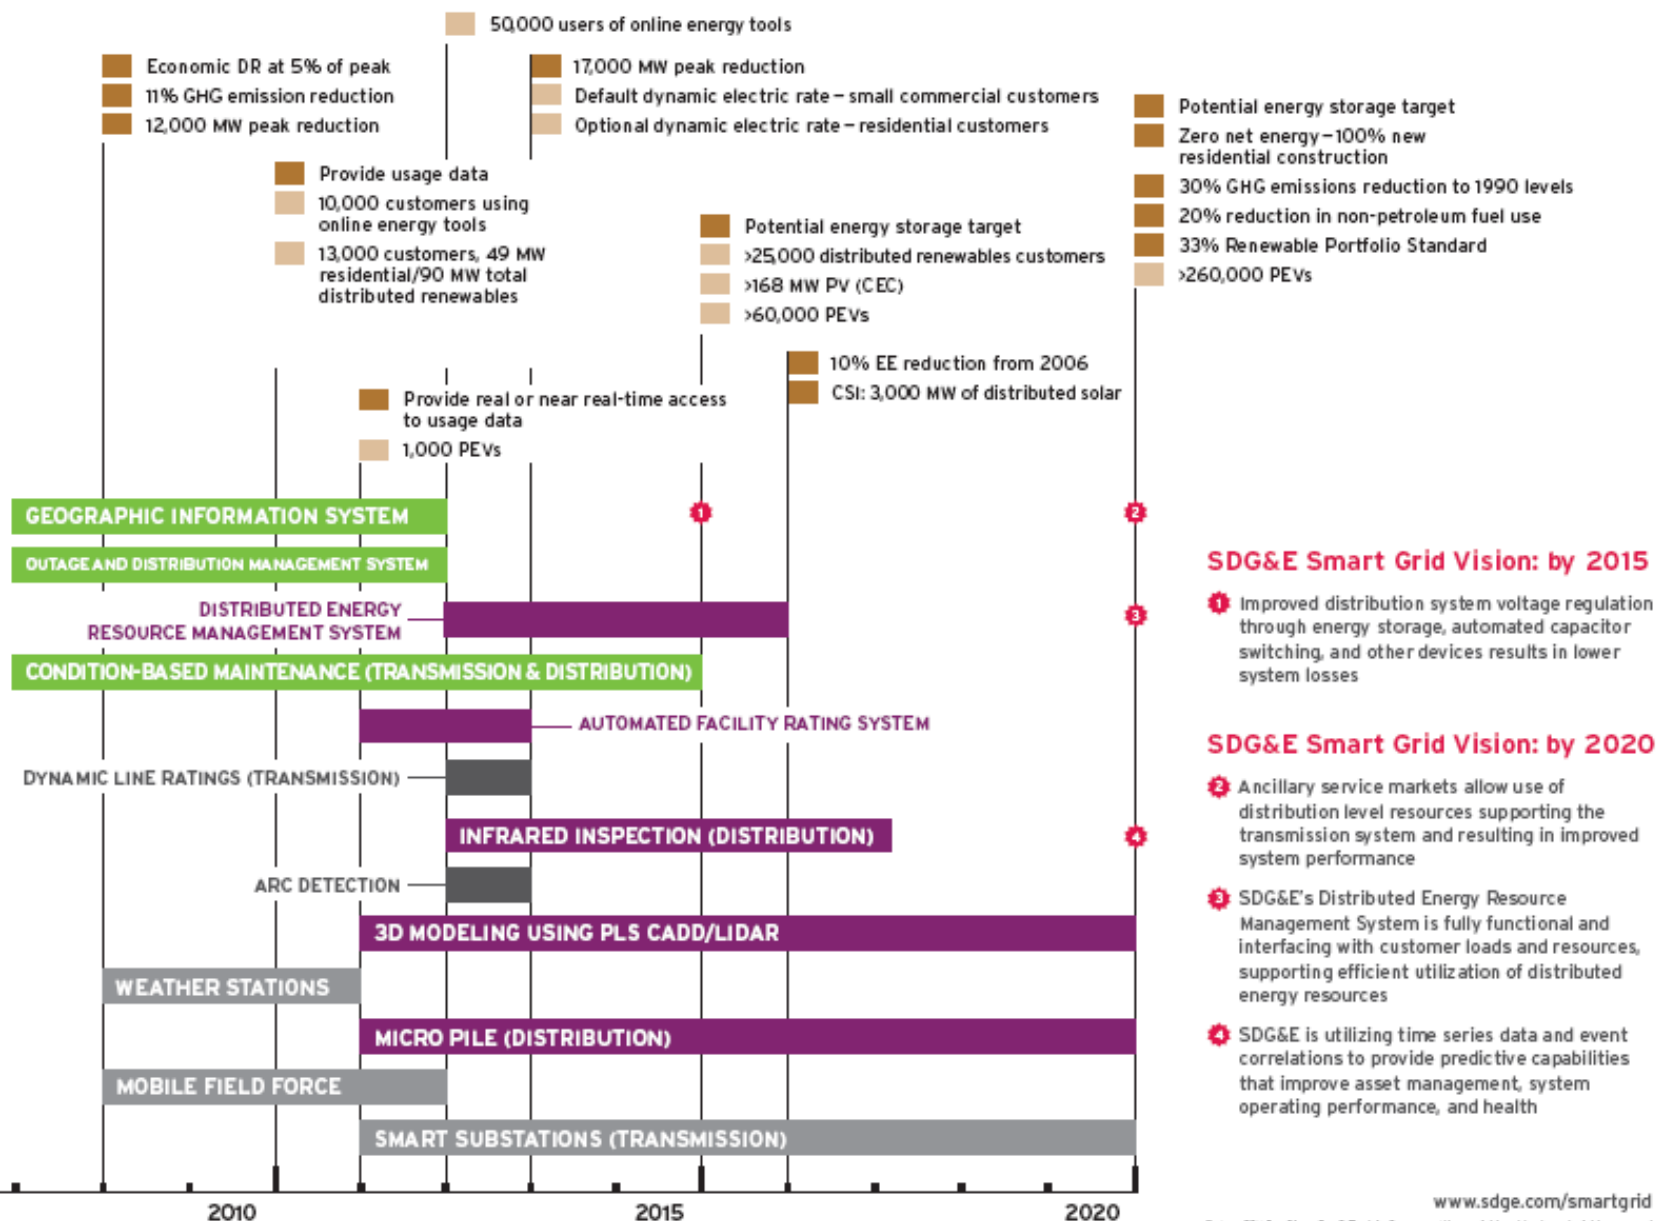 50,000 users of online energy tools
Economic DR at 5% of peak
11% GHG emission reduction
12,000 MW peak reduction
17,000 MW peak reduction
Default dynamic electric rate – small commercial customers
Optional dynamic electric rate – residential customers
Potential energy storage target
Zero net energy – 100% new
residential construction
30% GHG emissions reduction to 1990 levels
20% reduction in non-petroleum fuel use
33% Renewable Portfolio Standard
>260,000 PEVs
Provide usage data
10,000 customers using
online energy tools
13,000 customers, 49 MW
residential/90 MW total
distributed renewables
Potential energy storage target
>25,000 distributed renewables customers
>168 MW PV (CEC)
>60,000 PEVs
10% EE reduction from 2006
CSI: 3,000 MW of distributed solar
Provide real or near real-time access
to usage data
1,000 PEVs
GEOGRAPHIC INFORMATION SYSTEM
1
2
OUTAGE AND DISTRIBUTION MANAGEMENT SYSTEM
DISTRIBUTED ENERGY
RESOURCE MANAGEMENT SYSTEM
3
CONDITION-BASED MAINTENANCE (TRANSMISSION & DISTRIBUTION)
AUTOMATED FACILITY RATING SYSTEM
DYNAMIC LINE RATINGS (TRANSMISSION)
INFRARED INSPECTION (DISTRIBUTION)
4
ARC DETECTION
3D MODELING USING PLS CADD/LiDAR
WEATHER STATIONS
MICRO PILE (DISTRIBUTION)
MOBILE FIELD FORCE
SMART SUBSTATIONS (TRANSMISSION)
2010
2015
2020
SDG&E Smart Grid Vision: by 2015
1 Improved distribution system voltage regulation
through energy storage, automated capacitor
switching, and other devices results in lower
system losses
SDG&E Smart Grid Vision: by 2020
2 Ancillary service markets allow use of
distribution level resources supporting the
transmission system and resulting in improved
system performance
3 SDG&E's Distributed Energy Resource
Management System is fully functional and
interfacing with customer loads and resources,
supporting efficient utilization of distributed
energy resources
4 SDG&E is utilizing time series data and event
correlations to provide predictive capabilities
that improve asset management, system
operating performance, and health
www.sdge.com/smartgrid